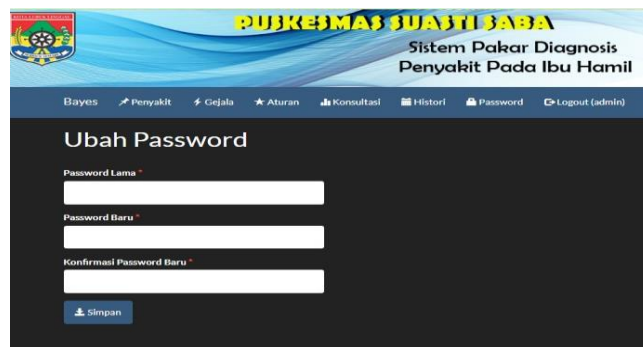 PUSKESMAS SUASTI SABA
Sistem Pakar Diagnosis
Penyakit Pada Ibu Hamil
Bayes Penyakit Gejala Aturan Konsultasi Histori Password Logout (admin)
Ubah Password
Password Lama *
Password Baru *
Konfirmasi Password Baru *
Simpan